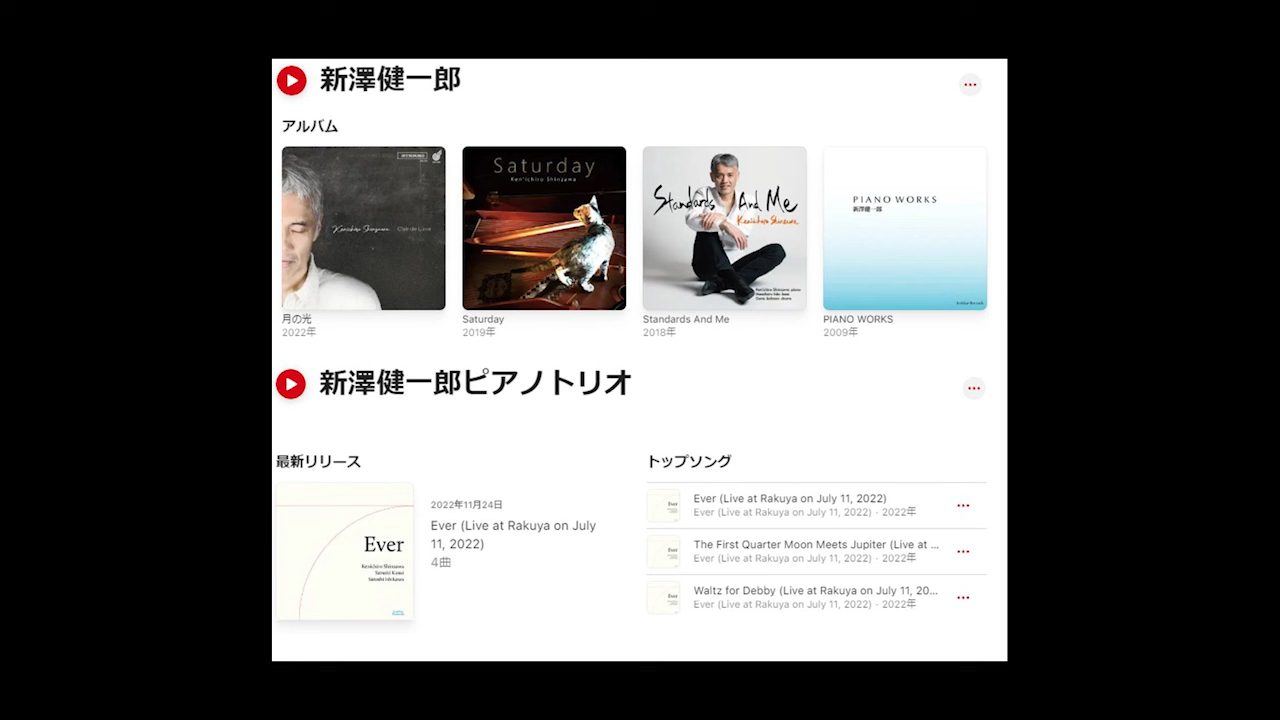 新澤健一郎
アルバム
Kenichiro Shinzawa Clair de Lune
Saturday
Ken'ichiro Shinzawa
Standards And Me
Kenichiro Shinzawa
PIANO WORKS
新澤健一郎
月の光
2022年
Saturday
2019年
Standards And Me
2018年
PIANO WORKS
2009年
新澤健一郎ピアノトリオ
最新リリース
Ever
Kenichiro Shinzawa
2022年11月24日
Ever (Live at Rakuya on July
11, 2022)
4曲
トップソング
Ever (Live at Rakuya on July 11, 2022)
Ever (Live at Rakuya on July 11, 2022) · 2022年
The First Quarter Moon Meets Jupiter (Live at ...
Ever (Live at Rakuya on July 11, 2022) · 2022年
Waltz for Debby (Live at Rakuya on July 11, 20...
Ever (Live at Rakuya on July 11, 2022) · 2022年